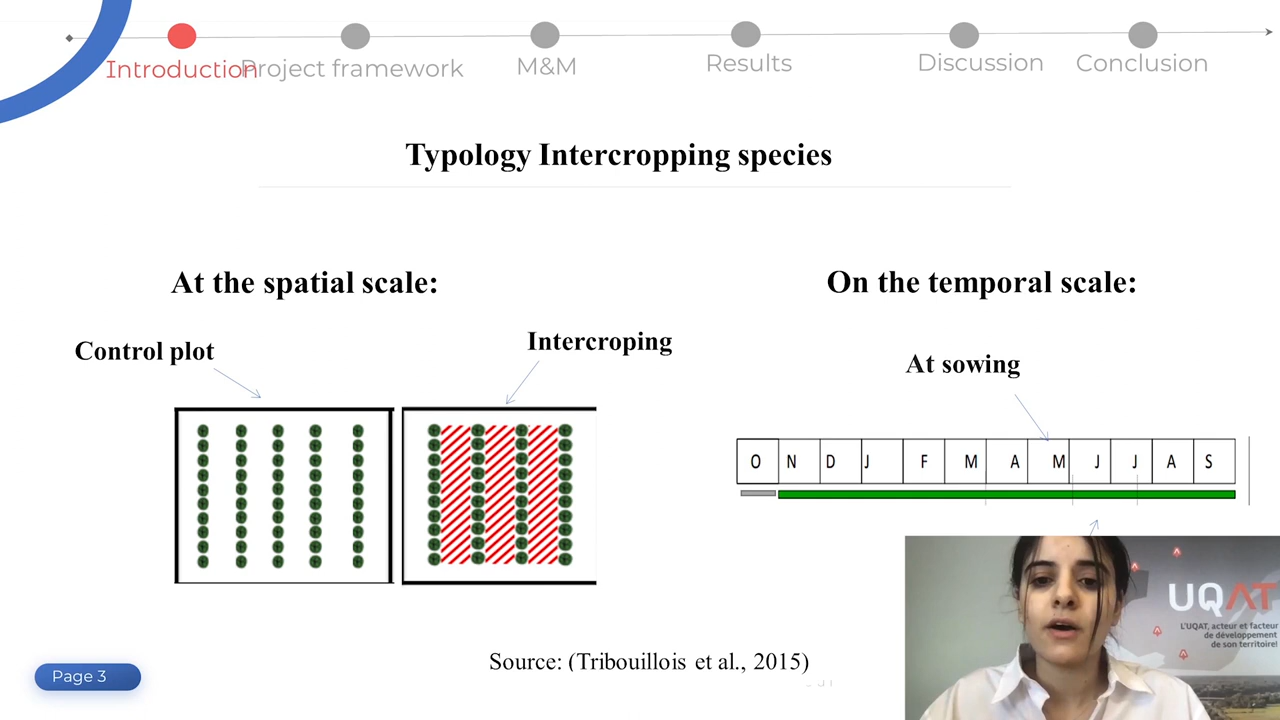 Introduction
Project framework
M&M
Results
Discussion
Conclusion
Typology Intercropping species
At the spatial scale:
On the temporal scale:
Control plot
Intercroping
At sowing
O N D J F M A M J J A S
UQAT
L'UQAT, acteur et facteur
de développement
de son territoire!
Source: (Tribouillois et al., 2015)
Page 3